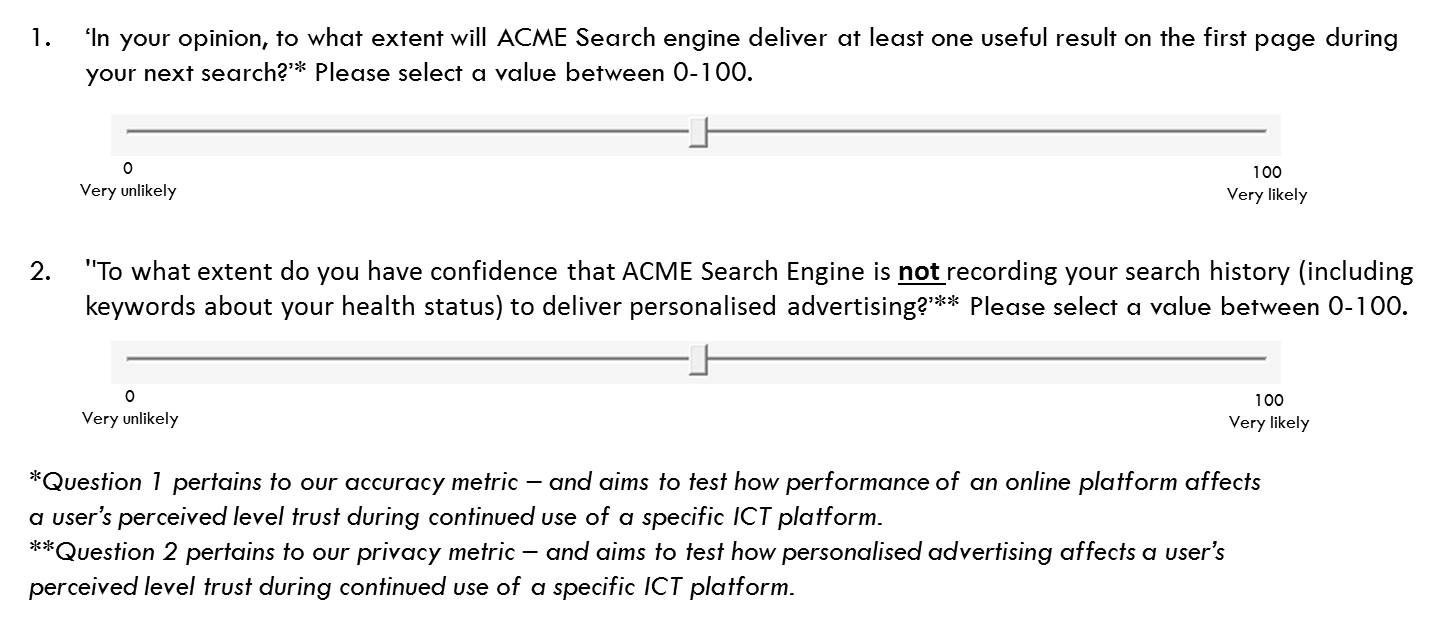 1. ‘In your opinion, to what extent will ACME Search engine deliver at least one useful result on the first page during
your next search?’* Please select a value between 0-100.
0
100
Very unlikely
Very likely
2. "To what extent do you have confidence that ACME Search Engine is not recording your search history (including
keywords about your health status) to deliver personalised advertising?’** Please select a value between 0-100.
0
100
Very unlikely
Very likely
*Question 1 pertains to our accuracy metric – and aims to test how performance of an online platform affects
a user’s perceived level trust during continued use of a specific ICT platform.
**Question 2 pertains to our privacy metric – and aims to test how personalised advertising affects a user’s
perceived level trust during continued use of a specific ICT platform.